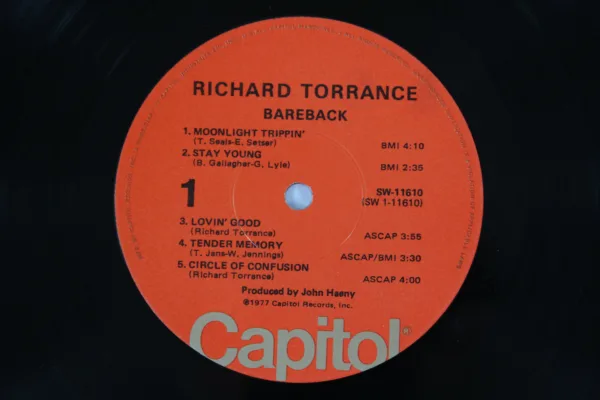 RICHARD TORRANCE
BAREBACK
1. MOONLIGHT TRIPPIN'
(T. Seals-E. Setser) BMI 4:10
2. STAY YOUNG
(B. Gallagher-G. Lyle) BMI 2:35
1 SW-11610
(SW 1-11610)
3. LOVIN' GOOD
(Richard Torrance) ASCAP 3:55
4. TENDER MEMORY
(T. Jans-W. Jennings) ASCAP/BMI 3:30
5. CIRCLE OF CONFUSION
(Richard Torrance) ASCAP 4:00
Produced by John Haeny
℗1977 Capitol Records, Inc.
Capitol®